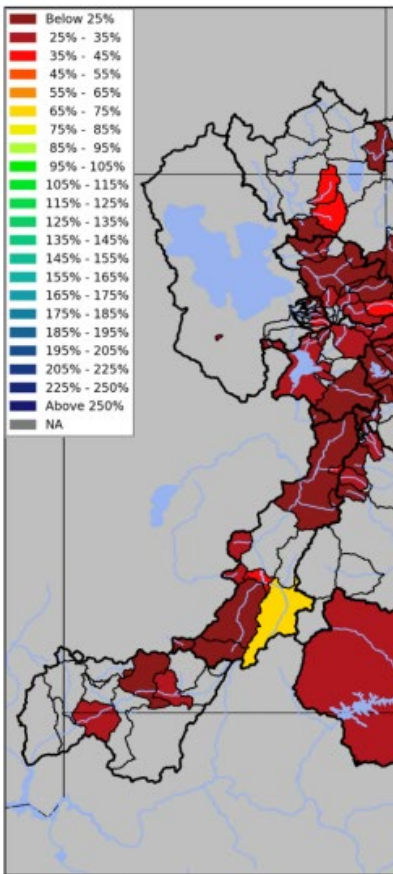 Below 25%
25% - 35%
35% - 45%
45% - 55%
55% - 65%
65% - 75%
75% - 85%
85% - 95%
95% - 105%
105% - 115%
115% - 125%
125% - 135%
135% - 145%
145% - 155%
155% - 165%
165% - 175%
175% - 185%
185% - 195%
195% - 205%
205% - 225%
225% - 250%
Above 250%
NA